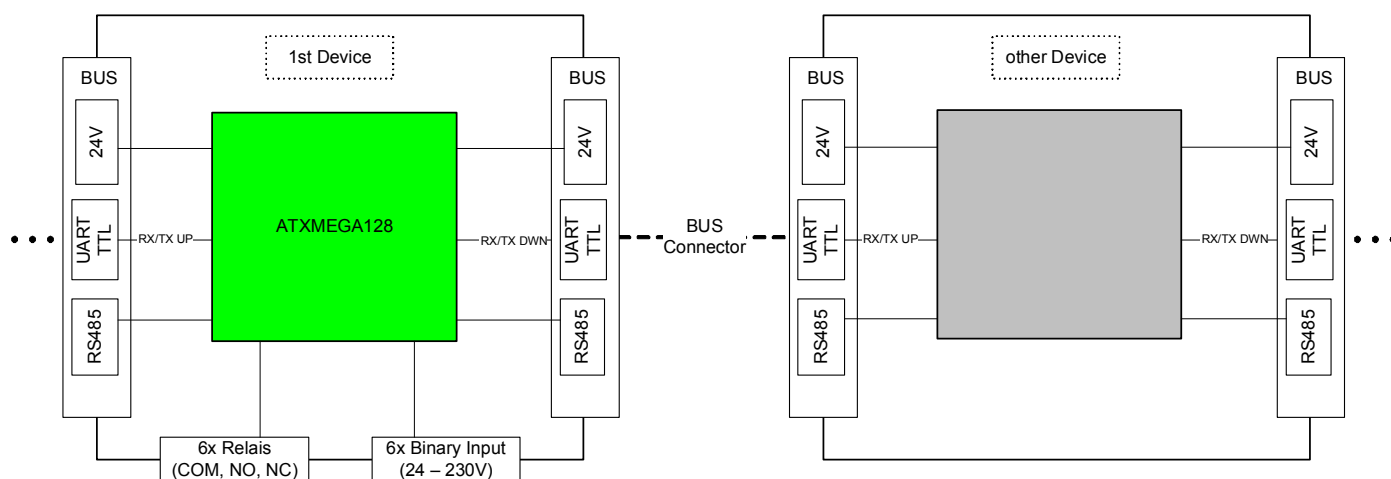 1st Device
other Device
BUS
BUS
BUS
BUS
24V
24V
24V
24V
ATXMEGA128
UART
TTL
RX/TX UP
RX/TX DWN
UART
TTL
BUS
Connector
UART
TTL
RX/TX UP
RX/TX DWN
UART
TTL
RS485
RS485
RS485
RS485
6x Relais
(COM, NO, NC)
6x Binary Input
(24 – 230V)